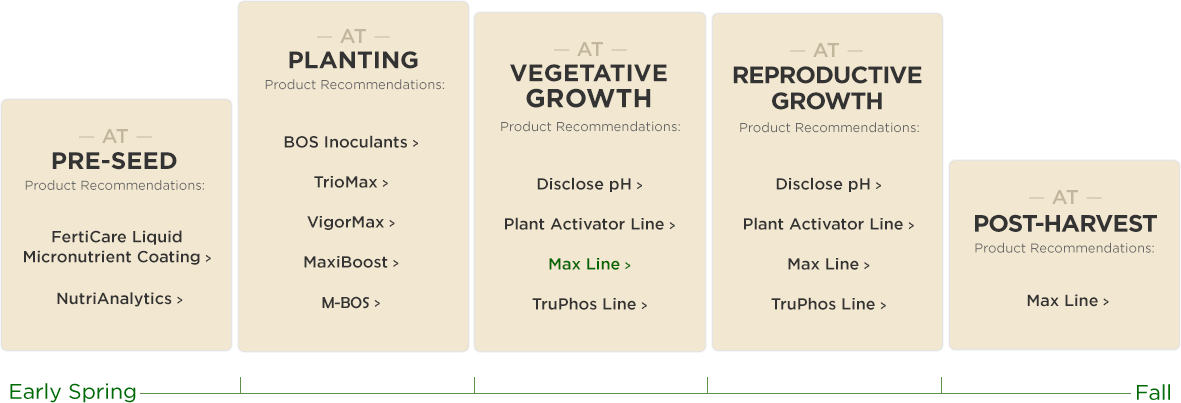 — AT —
PRE-SEED
Product Recommendations:
FertiCare Liquid
Micronutrient Coating >
NutriAnalytics >
— AT —
PLANTING
Product Recommendations:
BOS Inoculants >
TrioMax >
VigorMax >
MaxiBoost >
M-BOS >
— AT —
VEGETATIVE
GROWTH
Product Recommendations:
Disclose pH >
Plant Activator Line >
Max Line >
TruPhos Line >
— AT —
REPRODUCTIVE
GROWTH
Product Recommendations:
Disclose pH >
Plant Activator Line >
Max Line >
TruPhos Line >
— AT —
POST-HARVEST
Product Recommendations:
Max Line >
Early Spring
Fall